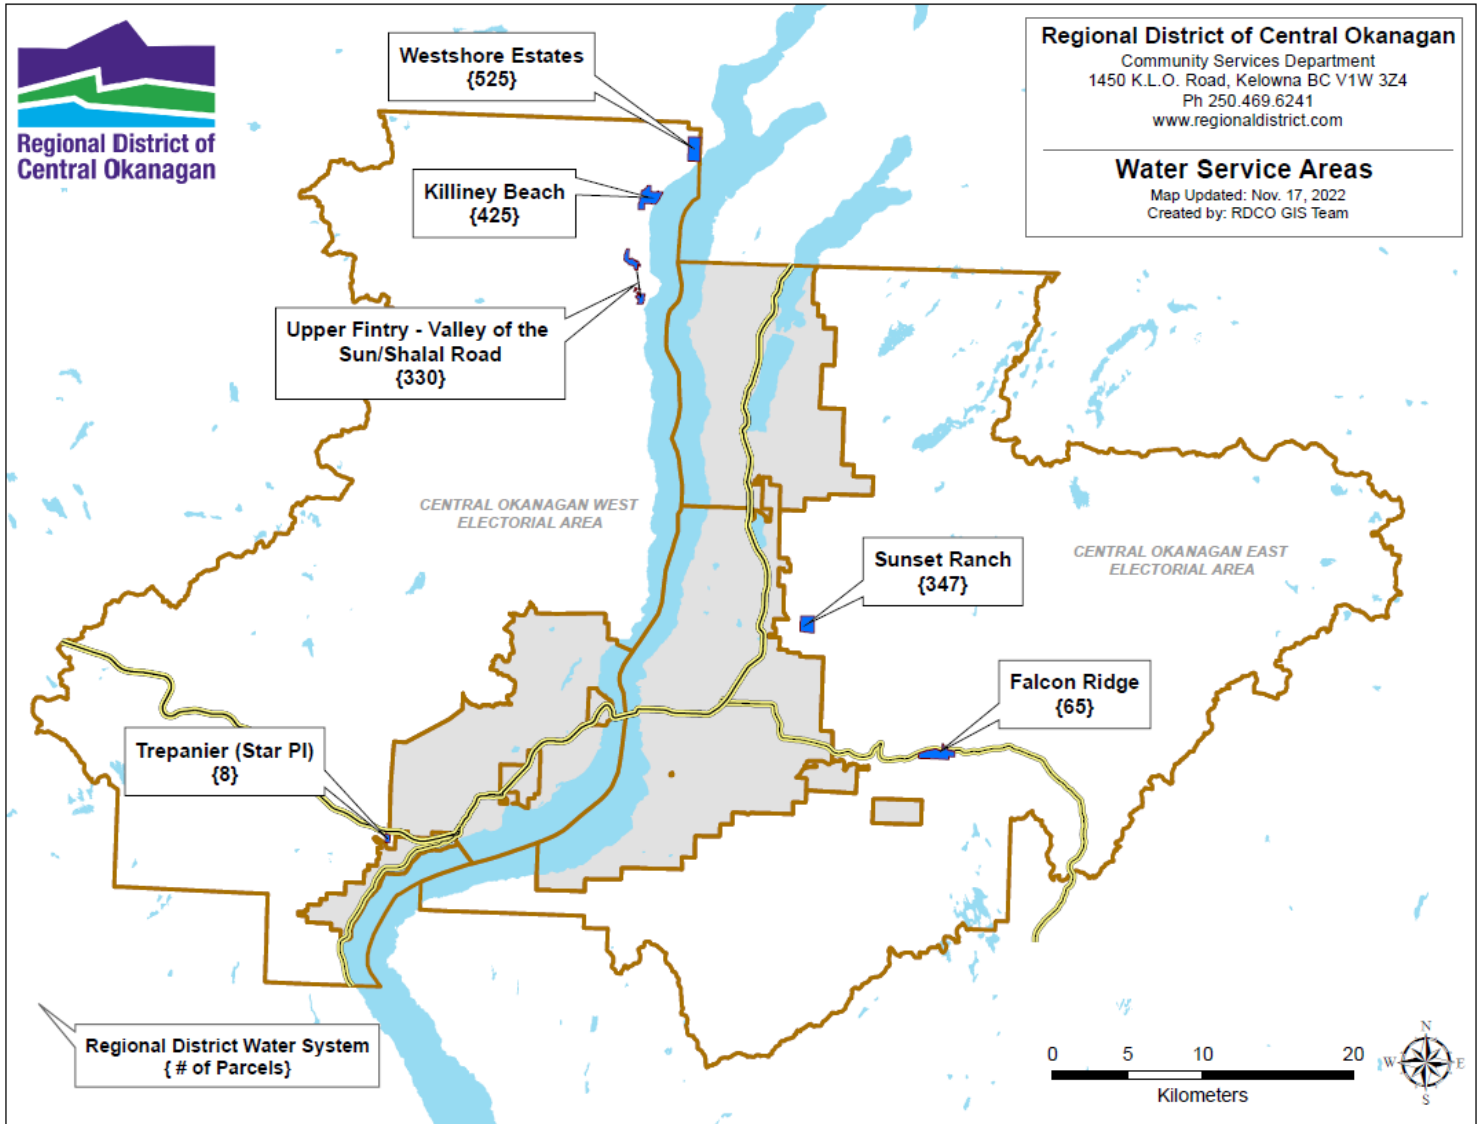 Regional District of
Central Okanagan
Westshore Estates
{525}
Regional District of Central Okanagan
Community Services Department
1450 K.L.O. Road, Kelowna BC V1W 3Z4
Ph 250.469.6241
www.regionaldistrict.com
Water Service Areas
Map Updated: Nov. 17, 2022
Created by: RDCO GIS Team
Killiney Beach
{425}
Upper Fintry - Valley of the
Sun/Shalal Road
{330}
CENTRAL OKANAGAN WEST
ELECTORIAL AREA
Sunset Ranch
{347}
CENTRAL OKANAGAN EAST
ELECTORIAL AREA
Falcon Ridge
{65}
Trepanier (Star Pl)
{8}
Regional District Water System
{ # of Parcels}
0 5 10 20
Kilometers
N
W E
S